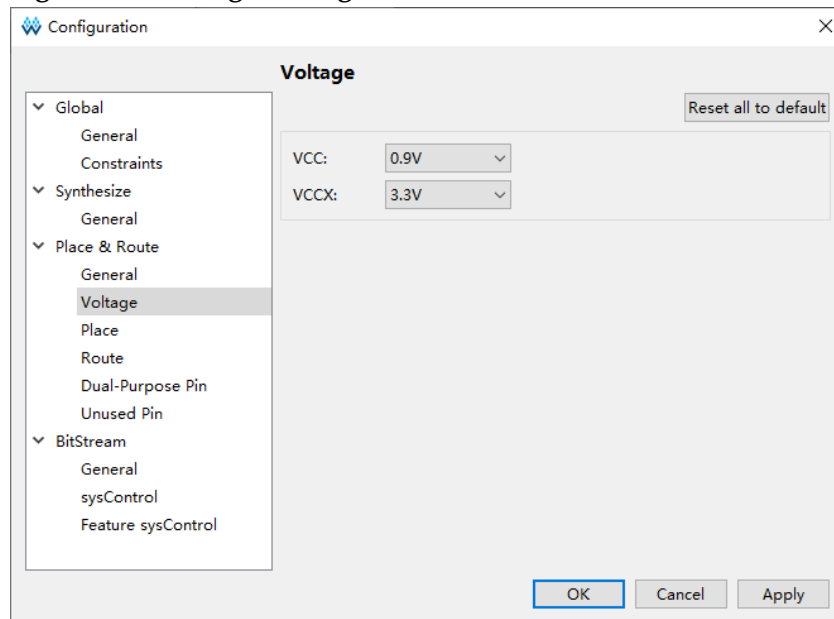 Configuration
Voltage
Reset all to default
Global
General
Constraints
Synthesize
General
Place & Route
General
Voltage
Place
Route
Dual-Purpose Pin
Unused Pin
BitStream
General
sysControl
Feature sysControl
VCC: 0.9V
VCCX: 3.3V
OK Cancel Apply